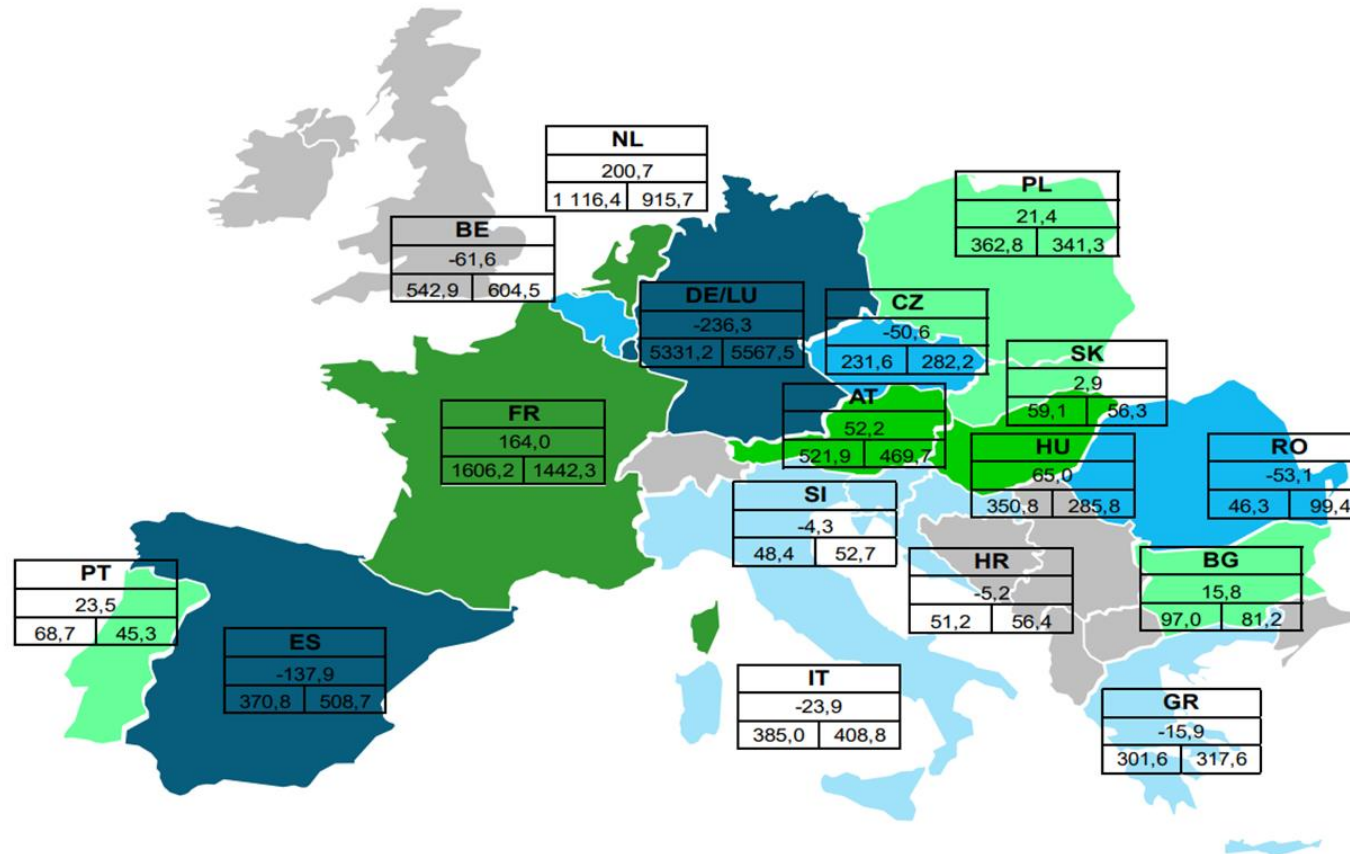 NL
200,7
1 116,4 915,7
PL
21,4
362,8 341,3
BE
-61,6
542,9 604,5
DE/LU
-236,3
5331,2 5567,5
CZ
-50,6
231,6 282,2
SK
2,9
59,1 56,3
AT
52,2
521,9 469,7
FR
164,0
1606,2 1442,3
HU
65,0
350,8 285,8
RO
-53,1
46,3 99,4
SI
-4,3
48,4 52,7
HR
-5,2
51,2 56,4
BG
15,8
97,0 81,2
PT
23,5
68,7 45,3
ES
-137,9
370,8 508,7
IT
-23,9
385,0 408,8
GR
-15,9
301,6 317,6